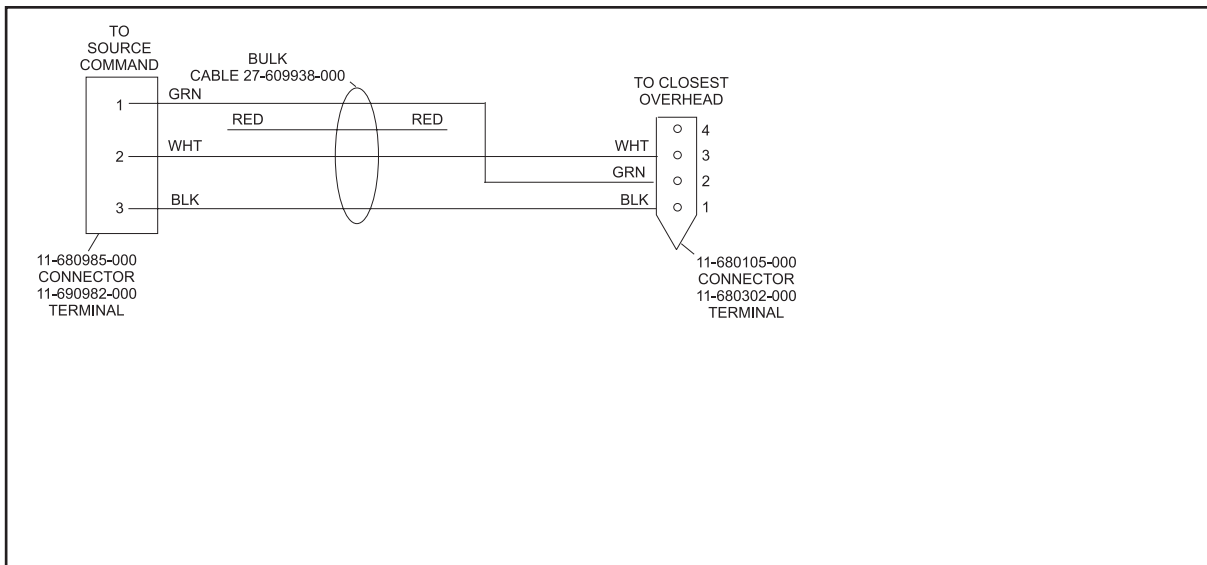 TO
SOURCE
COMMAND
BULK
CABLE 27-609938-000
TO CLOSEST
OVERHEAD
1
GRN
RED
RED
4
2
WHT
WHT
3
GRN
2
3
BLK
BLK
1
11-680985-000
CONNECTOR
11-690982-000
TERMINAL
11-680105-000
CONNECTOR
11-680302-000
TERMINAL